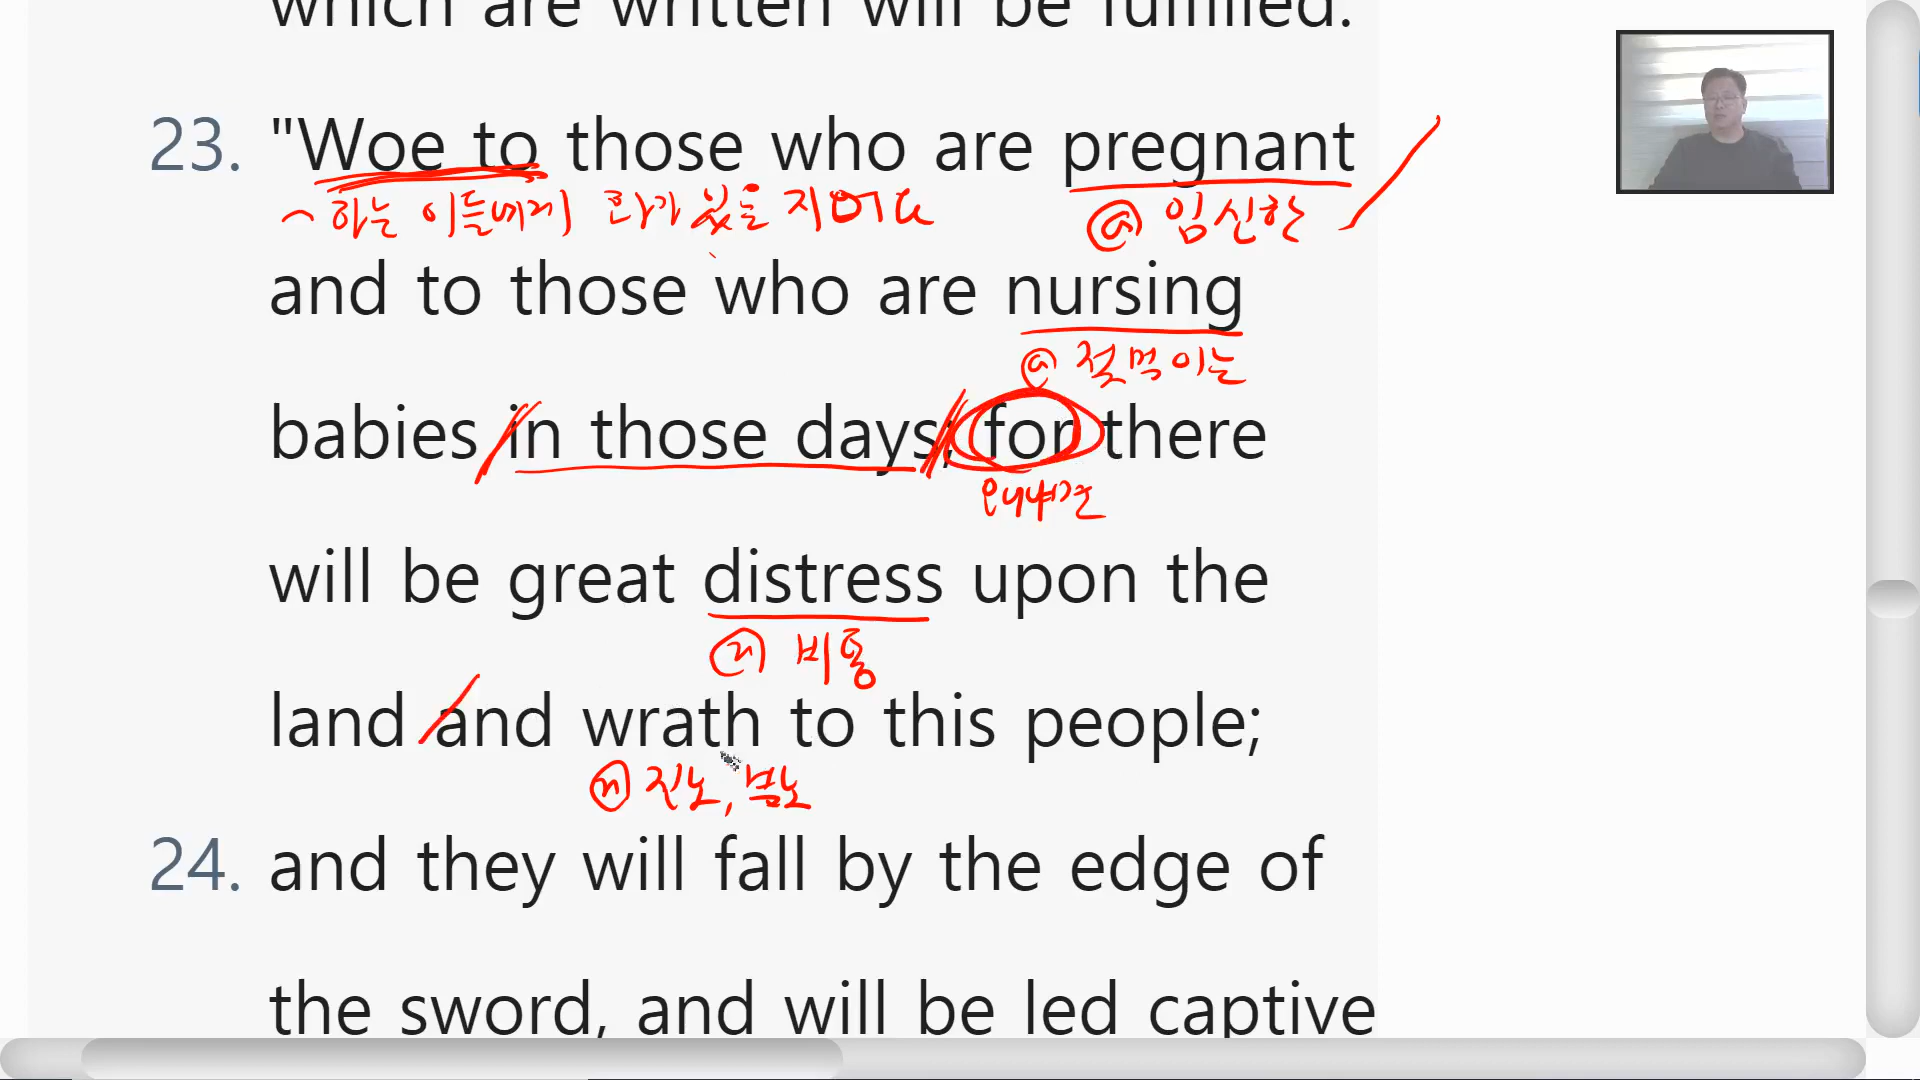 which are written will be fulfilled.
23. "Woe to those who are pregnant
~하는 이들에게 화가 있을 지어다
ⓐ 임신한
and to those who are nursing
ⓐ 젖먹이는
babies in those days; for there
왜냐면
will be great distress upon the
ⓝ 비통
land and wrath to this people;
ⓝ 진노, 분노
24. and they will fall by the edge of
the sword, and will be led captive